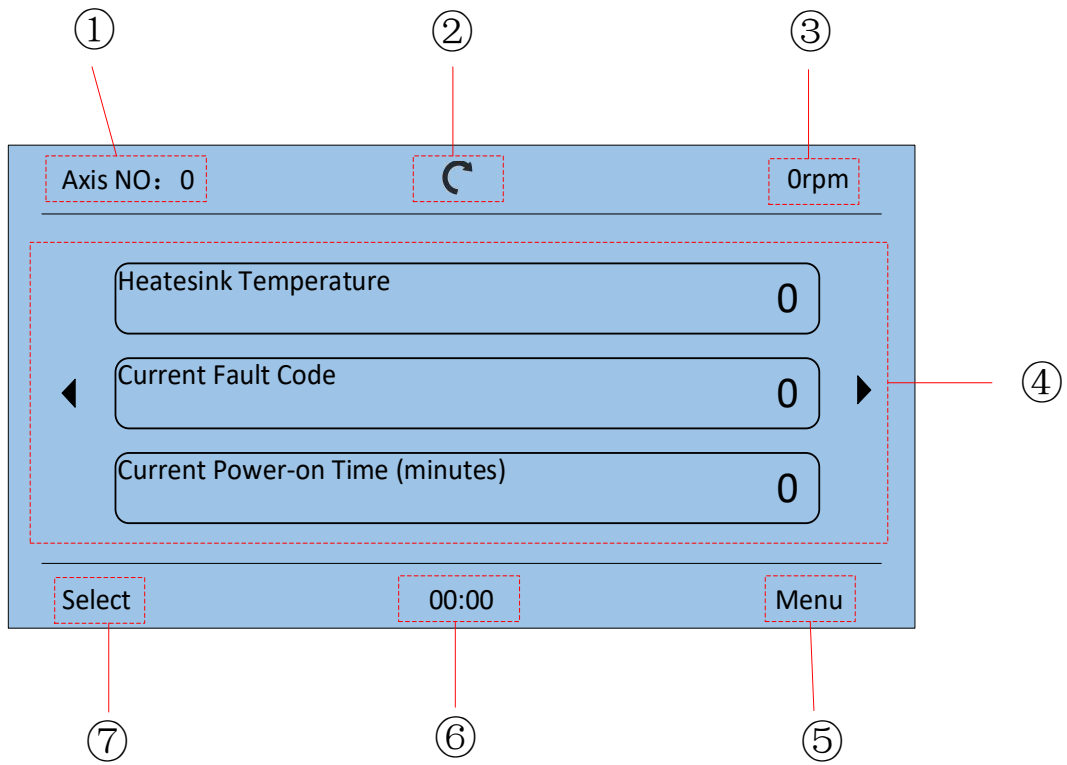 ① ② ③
Axis NO：0 0rpm
Heatesink Temperature
0
Current Fault Code
0
④
Current Power-on Time (minutes)
0
Select 00:00 Menu
⑦ ⑥ ⑤